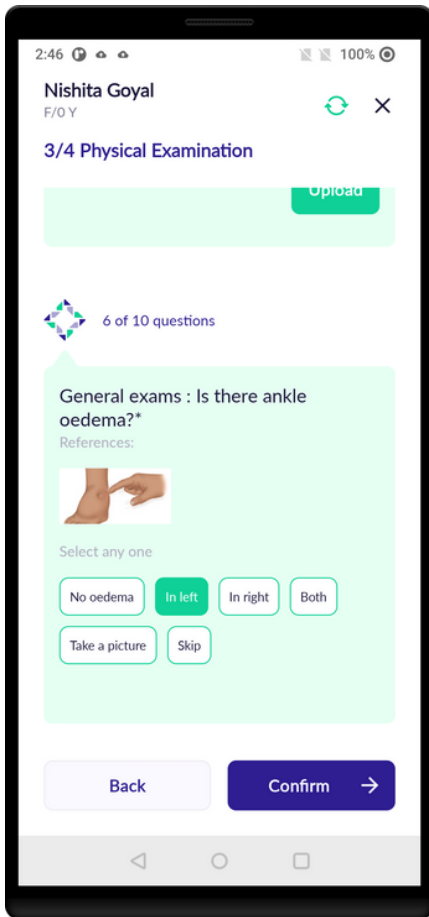 2:46 100%
Nishita Goyal
F/0 Y
3/4 Physical Examination
Upload
6 of 10 questions
General exams : Is there ankle
oedema?*
References:
Select any one
No oedema In left In right Both
Take a picture Skip
Back Confirm